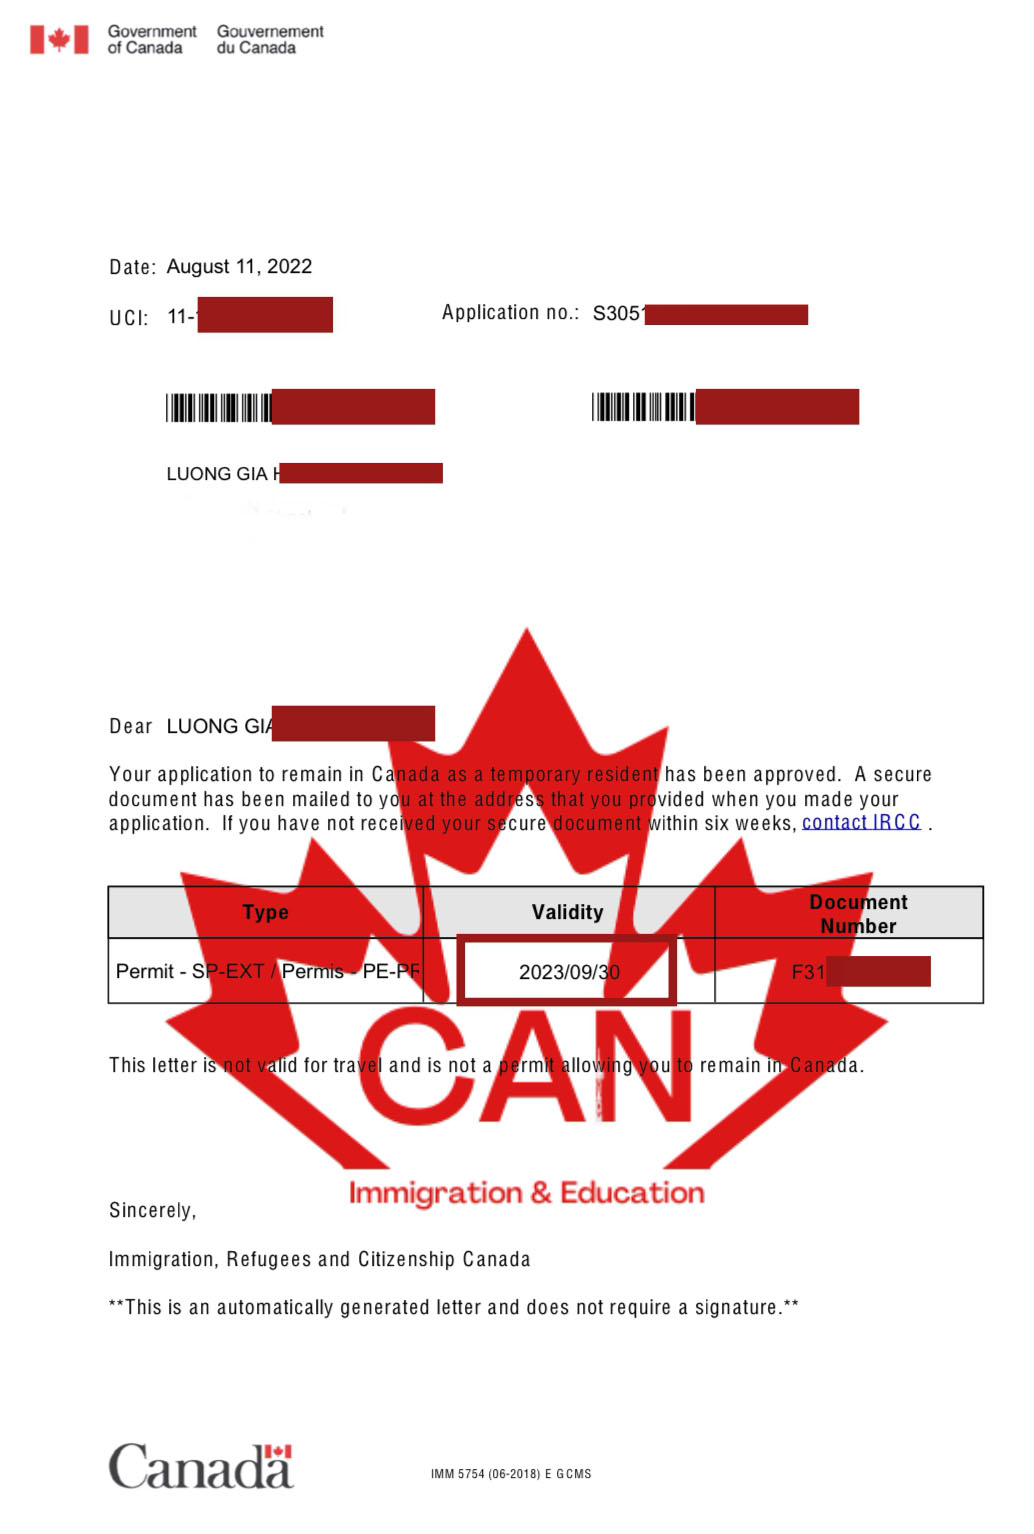 Government Gouvernement
of Canada du Canada
Date: August 11, 2022
UCI: 11- Application no.: S305
LUONG GIA
Dear LUONG GIA
Your application to remain in Canada as a temporary resident has been approved. A secure
document has been mailed to you at the address that you provided when you made your
application. If you have not received your secure document within six weeks, contact IRCC .
Type Validity Document
Number
Permit - SP-EXT / Permis - PE-PR 2023/09/30 F31
CAN
This letter is not valid for travel and is not a permit allowing you to remain in Canada.
Immigration & Education
Sincerely,
Immigration, Refugees and Citizenship Canada
**This is an automatically generated letter and does not require a signature.**
Canada
IMM 5754 (06-2018) E GCMS